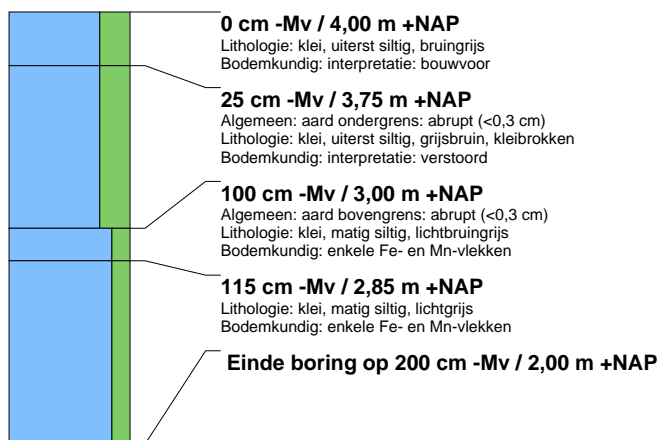 0 cm -Mv / 4,00 m +NAP
Lithologie: klei, uiterst siltig, bruingrijs
Bodemkundig: interpretatie: bouwvoor
25 cm -Mv / 3,75 m +NAP
Algemeen: aard ondergrens: abrupt (<0,3 cm)
Lithologie: klei, uiterst siltig, grijsbruin, kleibrokken
Bodemkundig: interpretatie: verstoord
100 cm -Mv / 3,00 m +NAP
Algemeen: aard bovengrens: abrupt (<0,3 cm)
Lithologie: klei, matig siltig, lichtbruingrijs
Bodemkundig: enkele Fe- en Mn-vlekken
115 cm -Mv / 2,85 m +NAP
Lithologie: klei, matig siltig, lichtgrijs
Bodemkundig: enkele Fe- en Mn-vlekken
Einde boring op 200 cm -Mv / 2,00 m +NAP